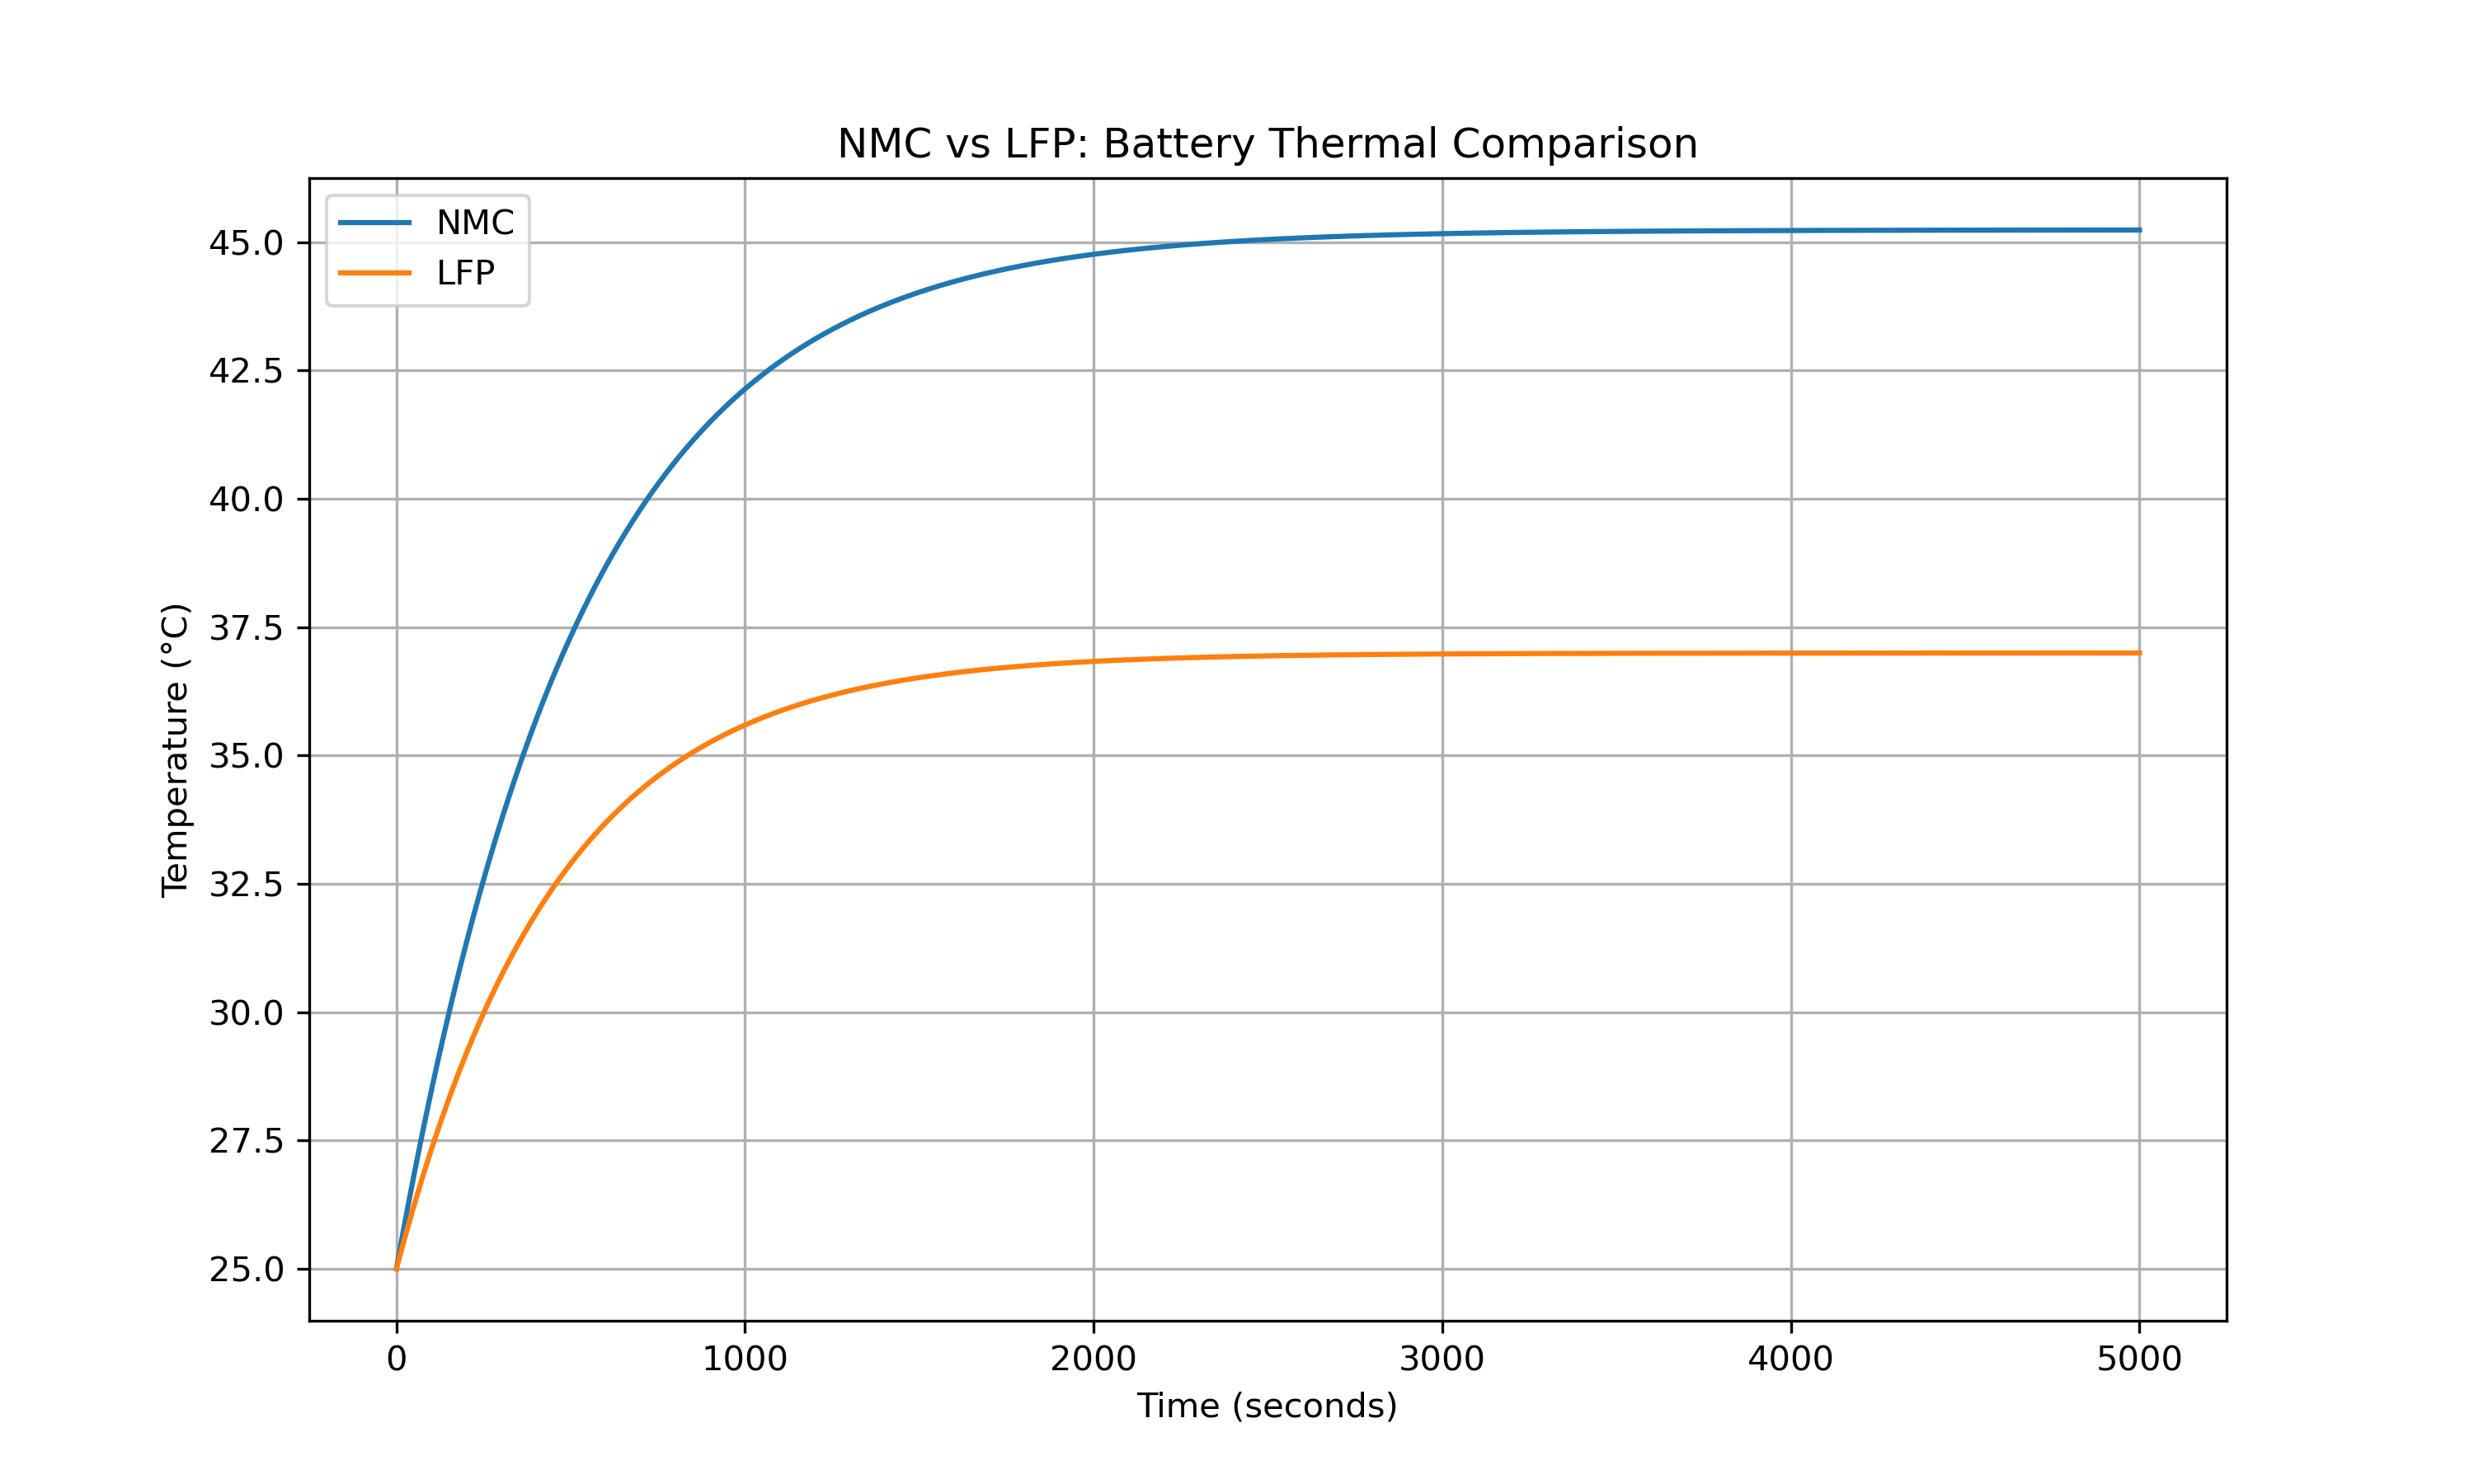 NMC vs LFP: Battery Thermal Comparison
NMC
LFP
45.0
42.5
40.0
37.5
35.0
32.5
30.0
27.5
25.0
Temperature (°C)
0 1000 2000 3000 4000 5000
Time (seconds)